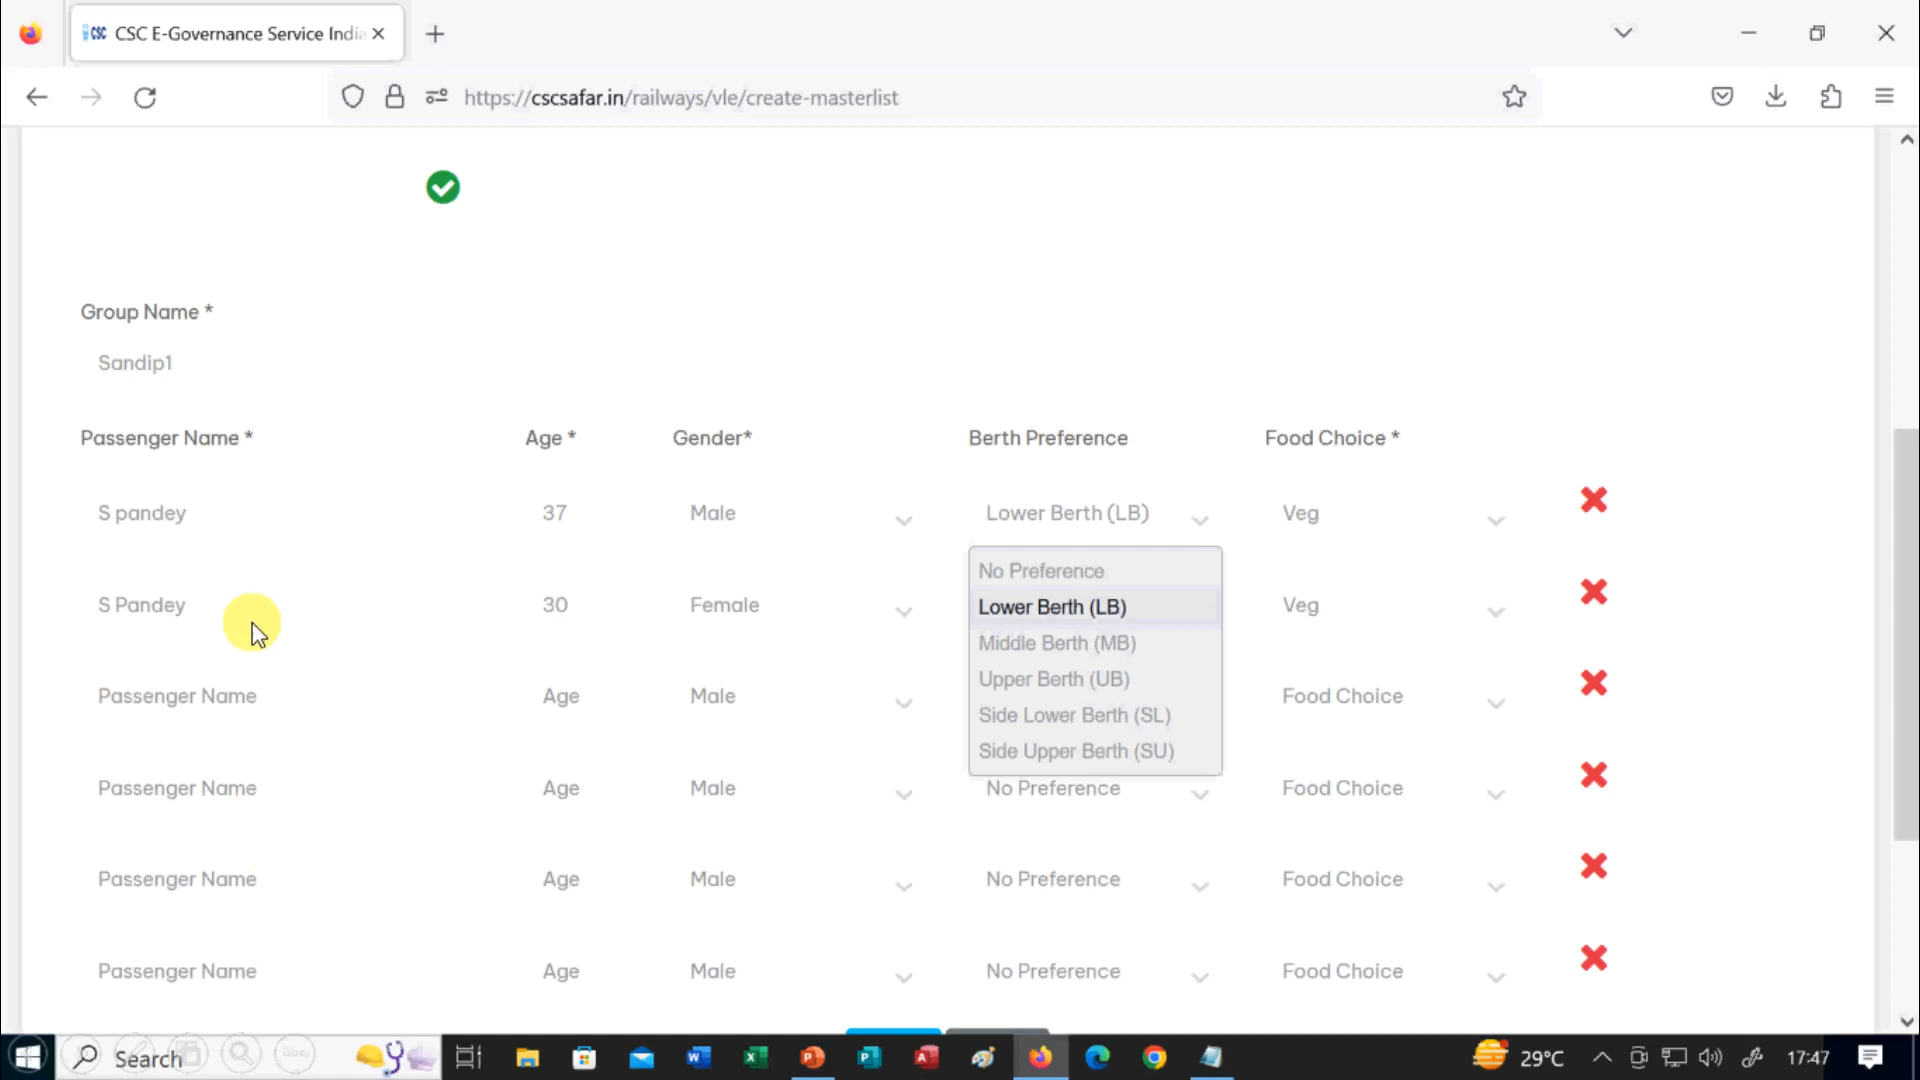 CSC E-Governance Service India
https://cscsafar.in/railways/vle/create-masterlist
Group Name *
Sandip1
Passenger Name * Age * Gender* Berth Preference Food Choice *
S pandey 37 Male Lower Berth (LB) Veg
No Preference
Lower Berth (LB)
S Pandey 30 Female Veg
Middle Berth (MB)
Upper Berth (UB)
Passenger Name Age Male Food Choice
Side Lower Berth (SL)
Side Upper Berth (SU)
Passenger Name Age Male No Preference Food Choice
Passenger Name Age Male No Preference Food Choice
Passenger Name Age Male No Preference Food Choice
Search 29°C 17:47